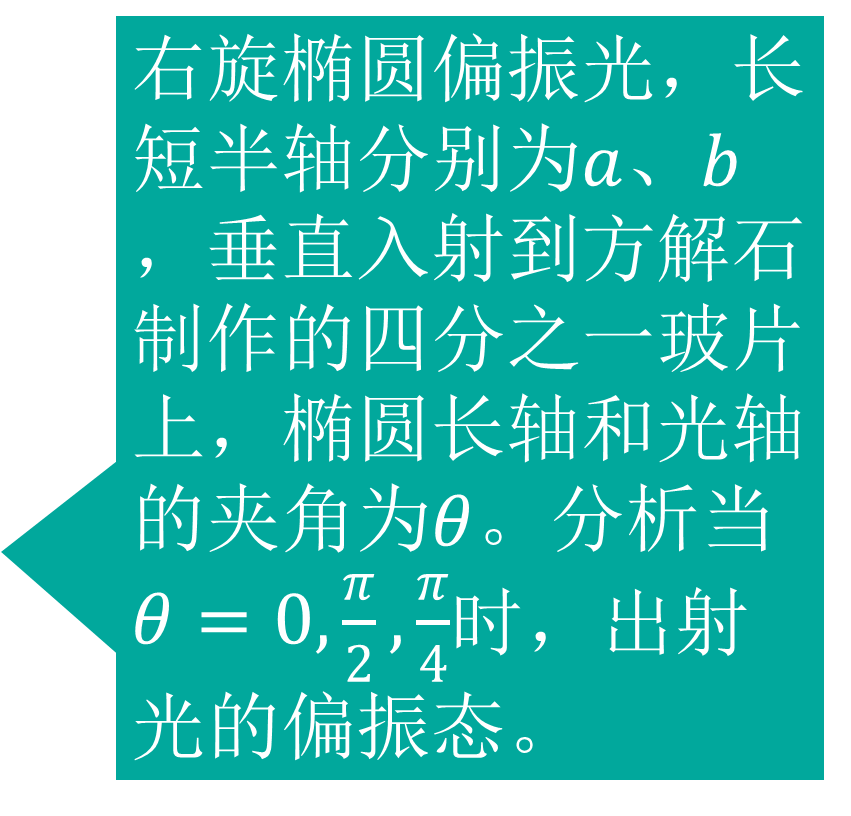 右旋椭圆偏振光，长
短半轴分别为a、b
，垂直入射到方解石
制作的四分之一玻片
上，椭圆长轴和光轴
的夹角为θ。分析当
θ = 0,π/2,π/4时，出射
光的偏振态。